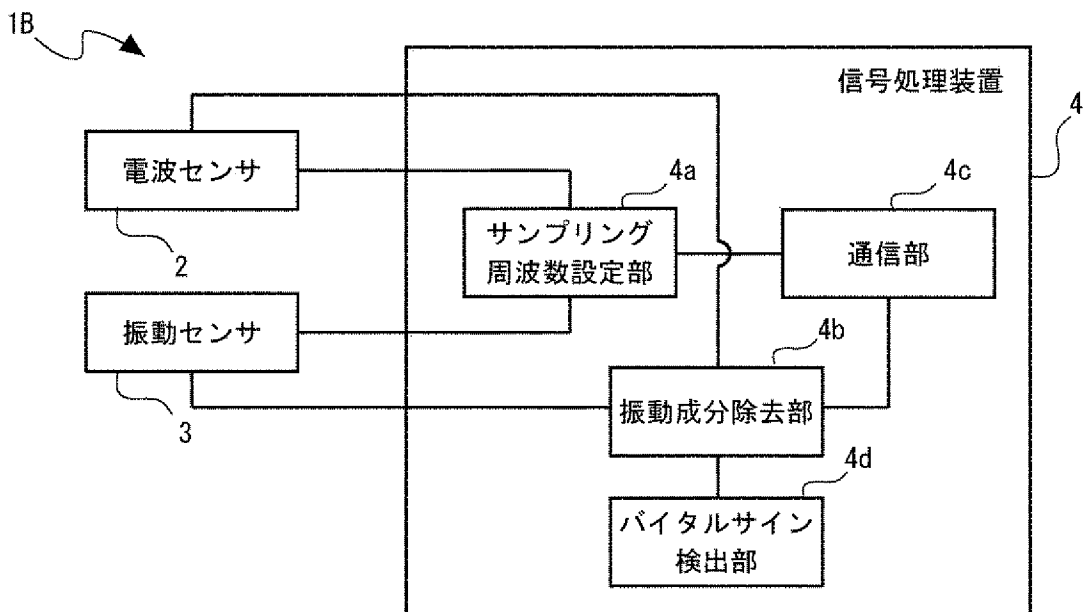 1B
信号処理装置
4
電波センサ
2
4a
サンプリング
周波数設定部
4c
通信部
振動センサ
3
4b
振動成分除去部
4d
バイタルサイン
検出部